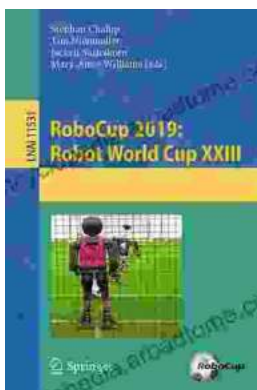 Stephan Chalup
Tim Niemueller
Jackrit Suthakorn
Mary-Anne Williams (Eds.)
LNAI 11531
RoboCup 2019:
Robot World Cup XXIII
Springer
RoboCup